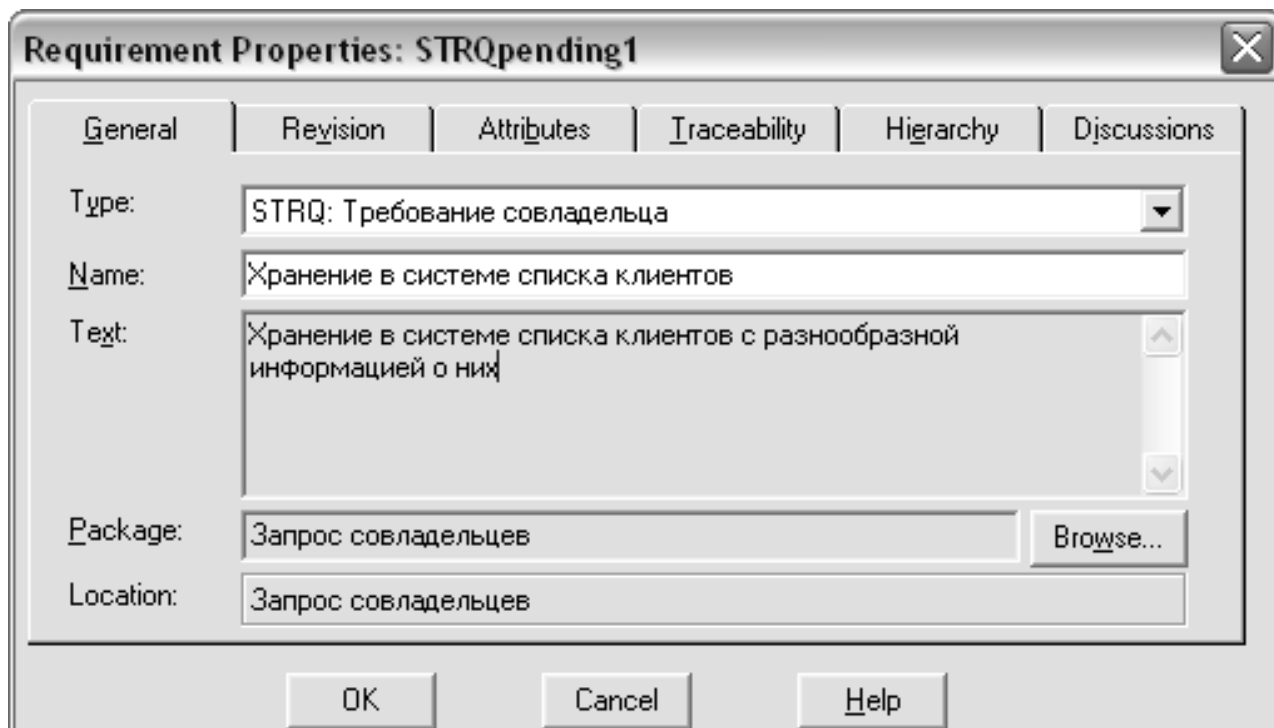 Requirement Properties: STRQpending1
General Revision Attributes Traceability Hierarchy Discussions
Type: STRQ: Требование совладельца
Name: Хранение в системе списка клиентов
Text: Хранение в системе списка клиентов с разнообразной
информацией о них
Package: Запрос совладельцев Browse...
Location: Запрос совладельцев
OK Cancel Help